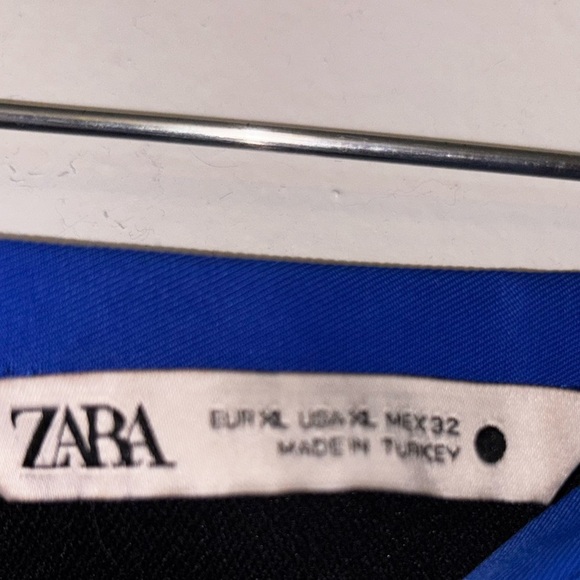 ZARA
EUR XL USA XL MEX 32
MADE IN TURKEY